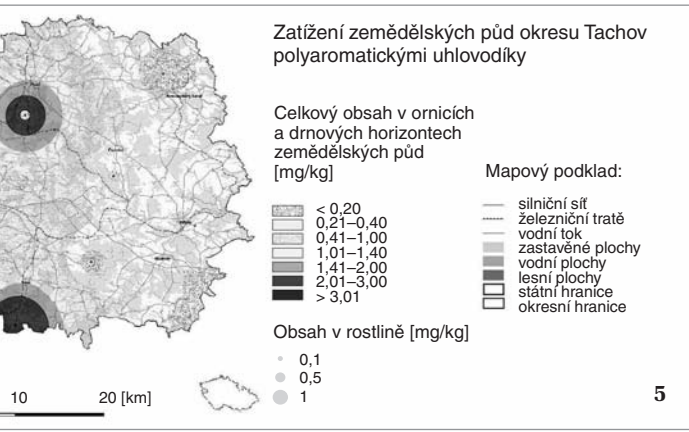 Zatížení zemědělských půd okresu Tachov
polyaromatickými uhlovodíky
Celkový obsah v ornicích
a drnových horizontech
zemědělských půd
[mg/kg]
< 0,20
0,21–0,40
0,41–1,00
1,01–1,40
1,41–2,00
2,01–3,00
> 3,01
Obsah v rostlině [mg/kg]
0,1
0,5
1
Mapový podklad:
silniční síť
železniční tratě
vodní tok
zastavěné plochy
vodní plochy
lesní plochy
státní hranice
okresní hranice
10 20 [km]
5